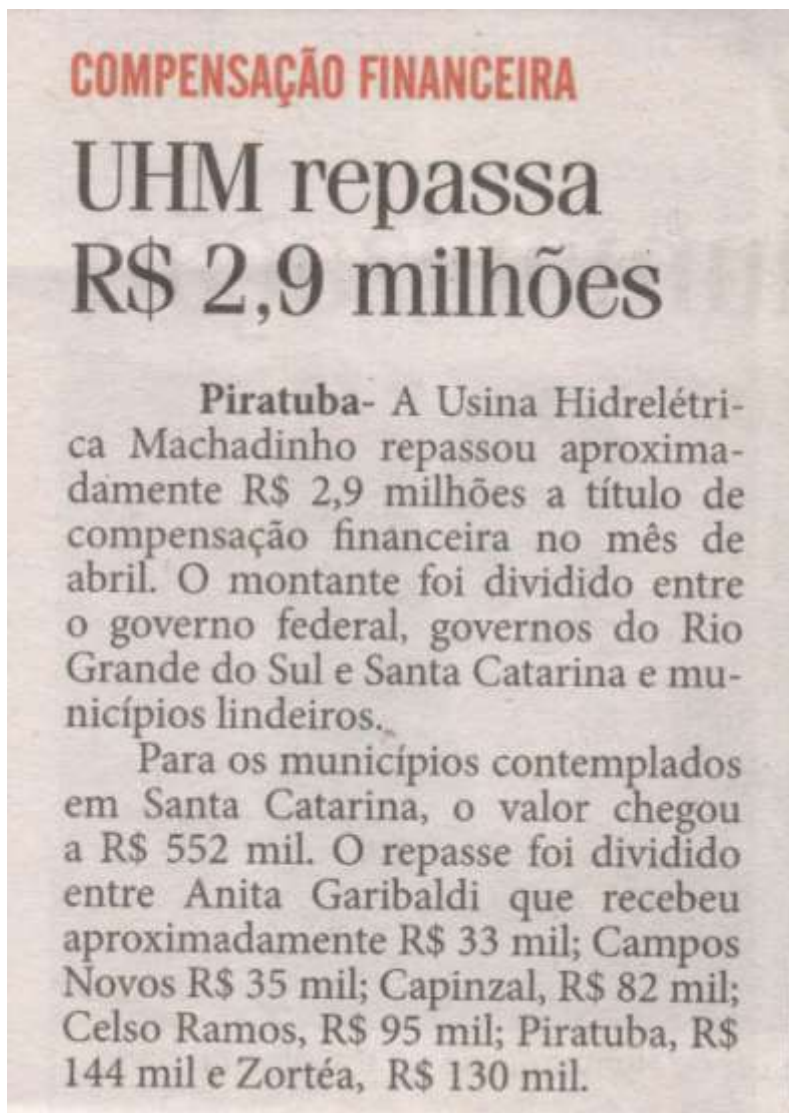 COMPENSAÇÃO FINANCEIRA
UHM repassa
R$ 2,9 milhões
Piratuba- A Usina Hidrelétri-
ca Machadinho repassou aproxima-
damente R$ 2,9 milhões a título de
compensação financeira no mês de
abril. O montante foi dividido entre
o governo federal, governos do Rio
Grande do Sul e Santa Catarina e mu-
nicípios lindeiros.
Para os municípios contemplados
em Santa Catarina, o valor chegou
a R$ 552 mil. O repasse foi dividido
entre Anita Garibaldi que recebeu
aproximadamente R$ 33 mil; Campos
Novos R$ 35 mil; Capinzal, R$ 82 mil;
Celso Ramos, R$ 95 mil; Piratuba, R$
144 mil e Zortéa, R$ 130 mil.